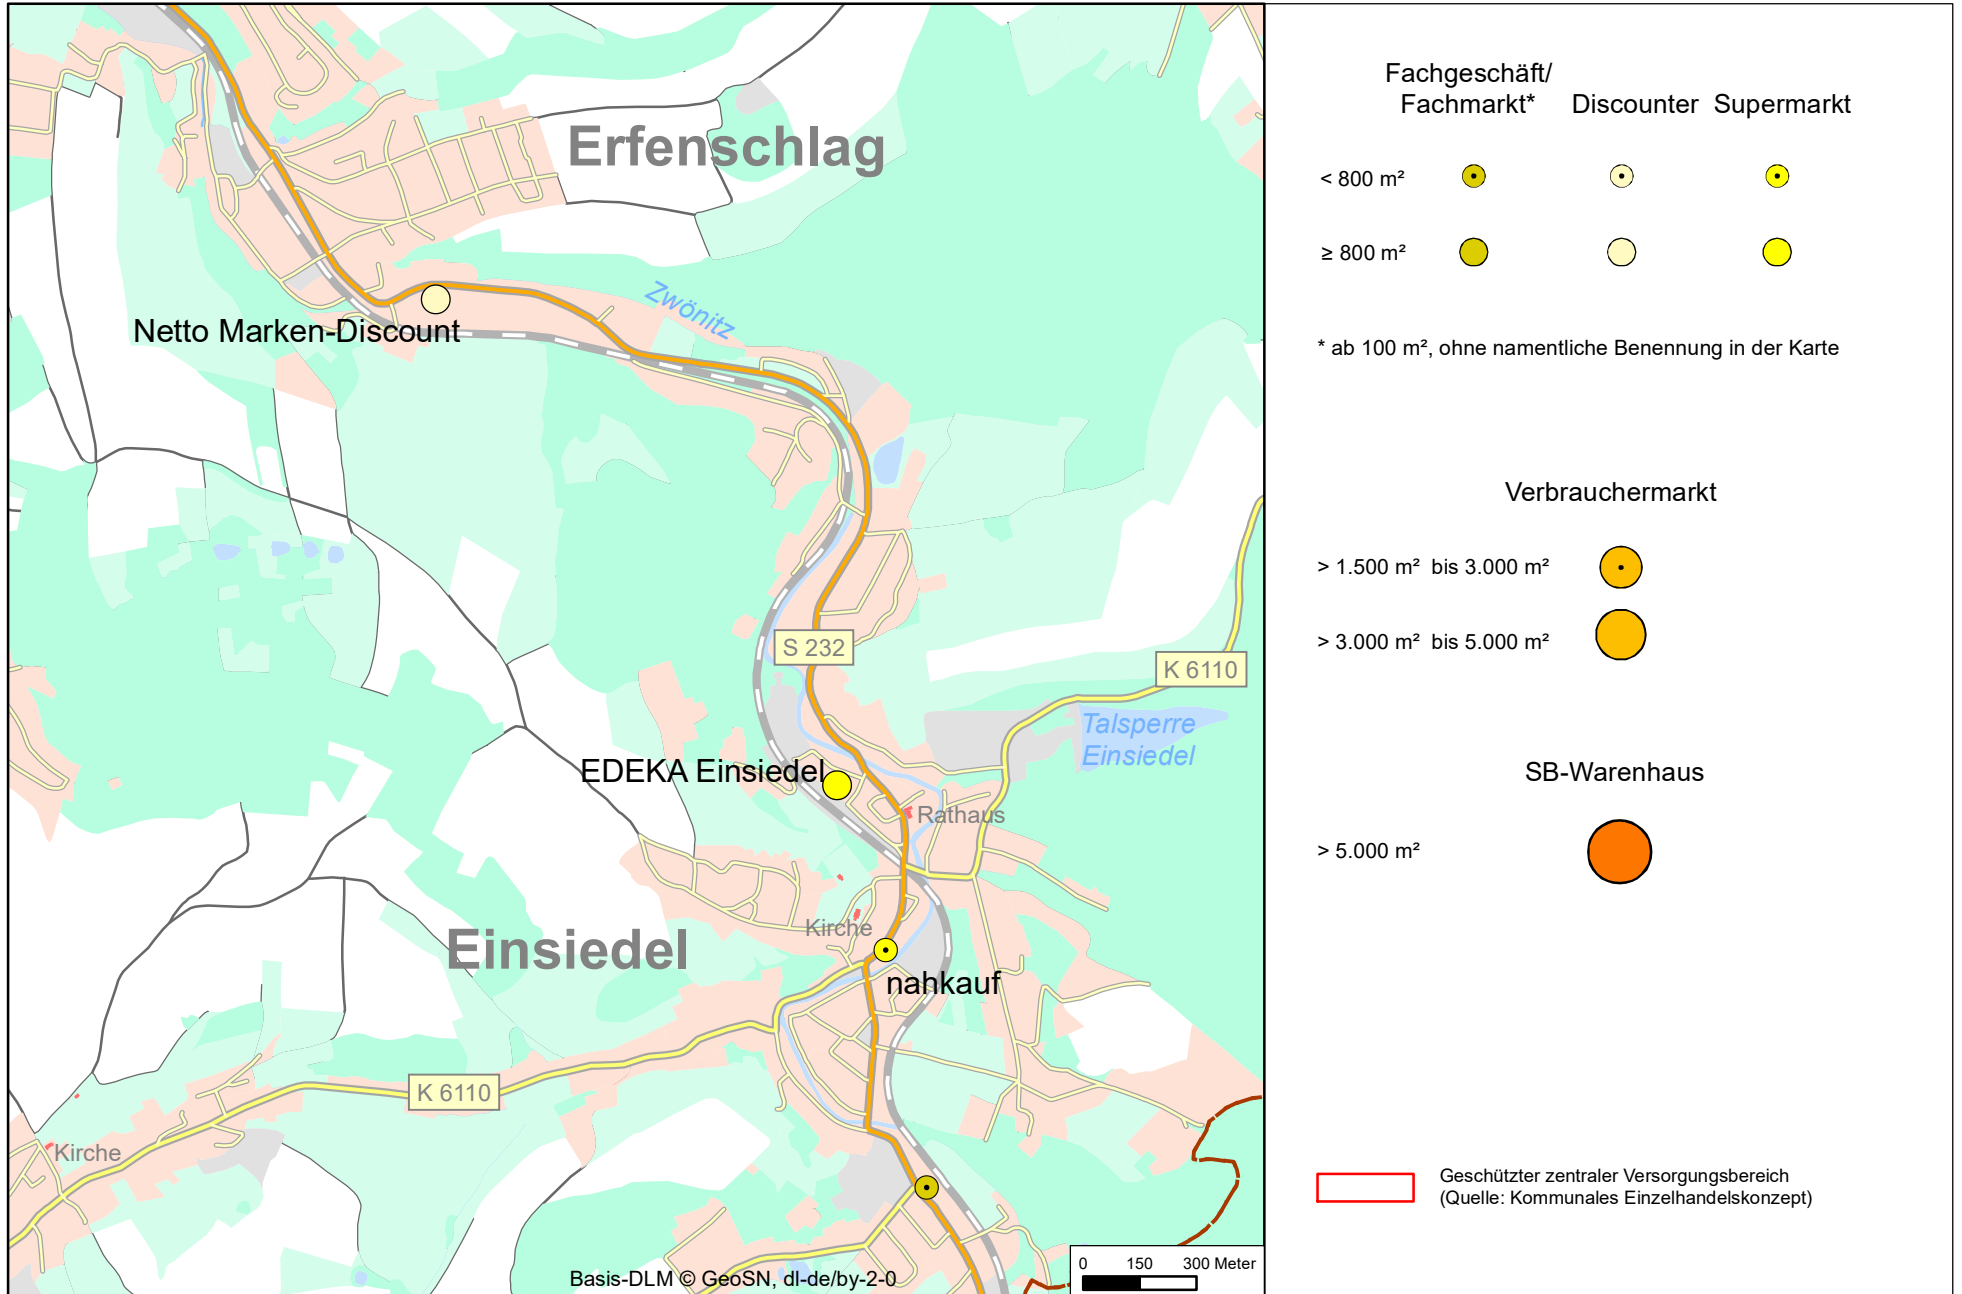 Erfenschlag
Zwönitz
Netto Marken-Discount
S 232
K 6110
Talsperre
Einsiedel
EDEKA Einsiedel
Rathaus
Kirche
Einsiedel
nahkauf
K 6110
Kirche
Basis-DLM © GeoSN, dl-de/by-2-0
0 150 300 Meter
Fachgeschäft/
Fachmarkt* Discounter Supermarkt
< 800 m²
≥ 800 m²
* ab 100 m², ohne namentliche Benennung in der Karte
Verbrauchermarkt
> 1.500 m² bis 3.000 m²
> 3.000 m² bis 5.000 m²
SB-Warenhaus
> 5.000 m²
Geschützter zentraler Versorgungsbereich
(Quelle: Kommunales Einzelhandelskonzept)